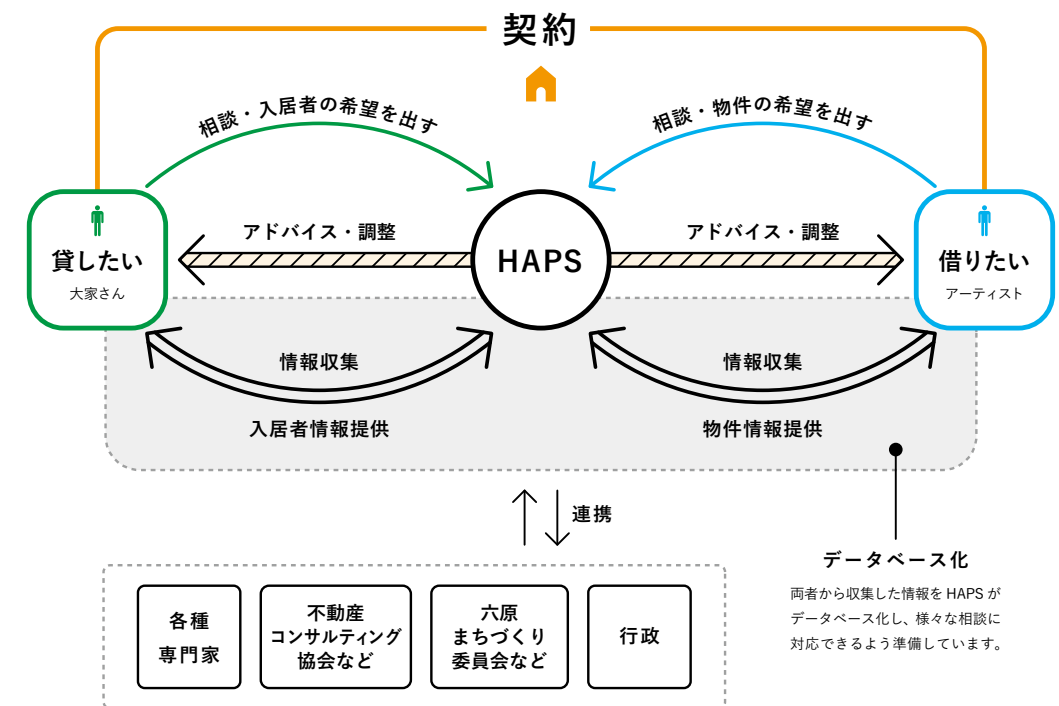 契約
相談・入居者の希望を出す
相談・物件の希望を出す
貸したい
大家さん
アドバイス・調整
HAPS
アドバイス・調整
借りたい
アーティスト
情報収集
入居者情報提供
情報収集
物件情報提供
連携
データベース化
両者から収集した情報を HAPS が
データベース化し、様々な相談に
対応できるよう準備しています。
各種
専門家
不動産
コンサルティング
協会など
六原
まちづくり
委員会など
行政